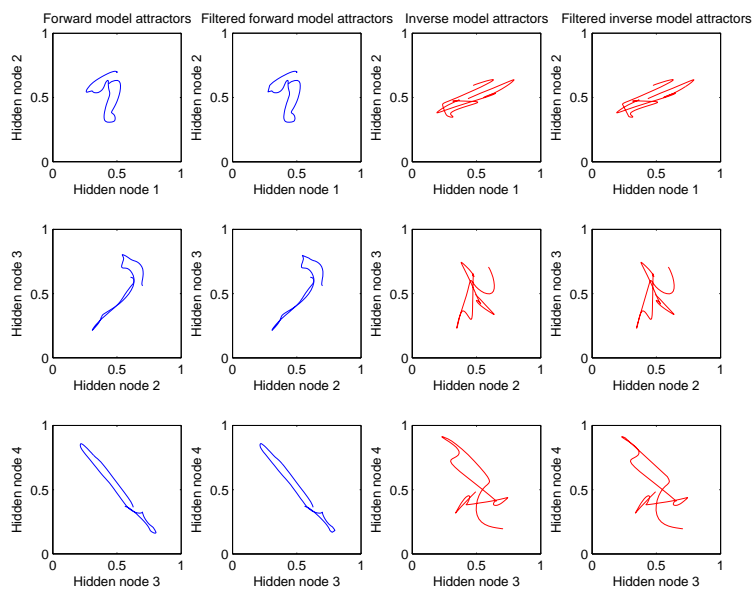 Forward model attractors Filtered forward model attractors Inverse model attractors Filtered inverse model attractors
1 1 1 1
Hidden node 2 Hidden node 2 Hidden node 2 Hidden node 2
0.5 0.5 0.5 0.5
0 0 0 0
0 0.5 1 0 0.5 1 0 0.5 1 0 0.5 1
Hidden node 1 Hidden node 1 Hidden node 1 Hidden node 1
1 1 1 1
Hidden node 3 Hidden node 3 Hidden node 3 Hidden node 3
0.5 0.5 0.5 0.5
0 0 0 0
0 0.5 1 0 0.5 1 0 0.5 1 0 0.5 1
Hidden node 2 Hidden node 2 Hidden node 2 Hidden node 2
1 1 1 1
Hidden node 4 Hidden node 4 Hidden node 4 Hidden node 4
0.5 0.5 0.5 0.5
0 0 0 0
0 0.5 1 0 0.5 1 0 0.5 1 0 0.5 1
Hidden node 3 Hidden node 3 Hidden node 3 Hidden node 3